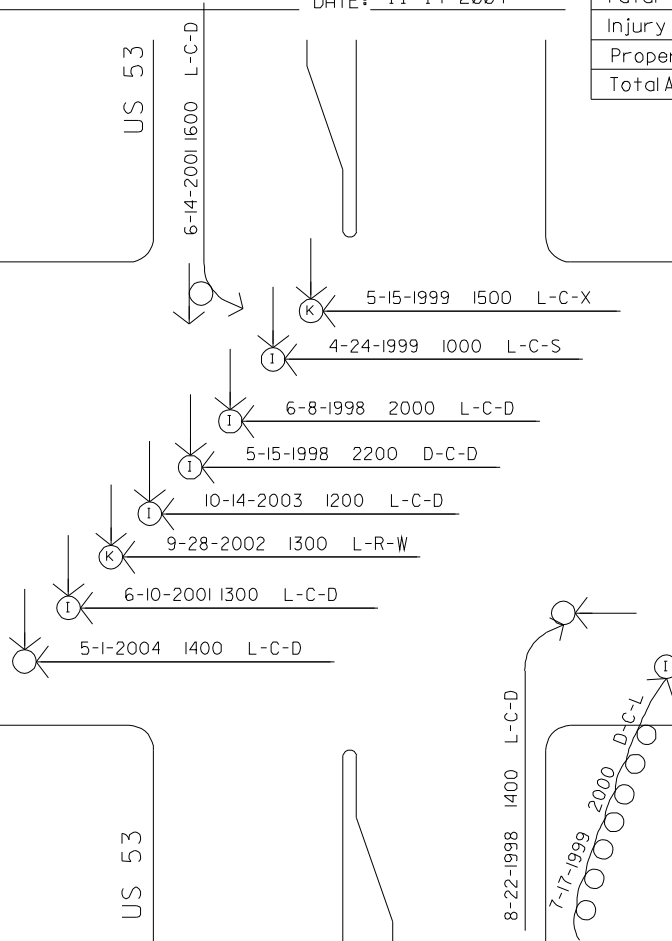 DATE: 11-14-2004
Injury
US 53
6-14-2001 1600 L-C-D
K 5-15-1999 1500 L-C-X
I 4-24-1999 1000 L-C-S
I 6-8-1998 2000 L-C-D
I 5-15-1998 2200 D-C-D
I 10-14-2003 1200 L-C-D
K 9-28-2002 1300 L-R-W
I 6-10-2001 1300 L-C-D
5-1-2004 1400 L-C-D
I
8-22-1998 1400 L-C-D
7-17-1999 2000 D-C-L
US 53